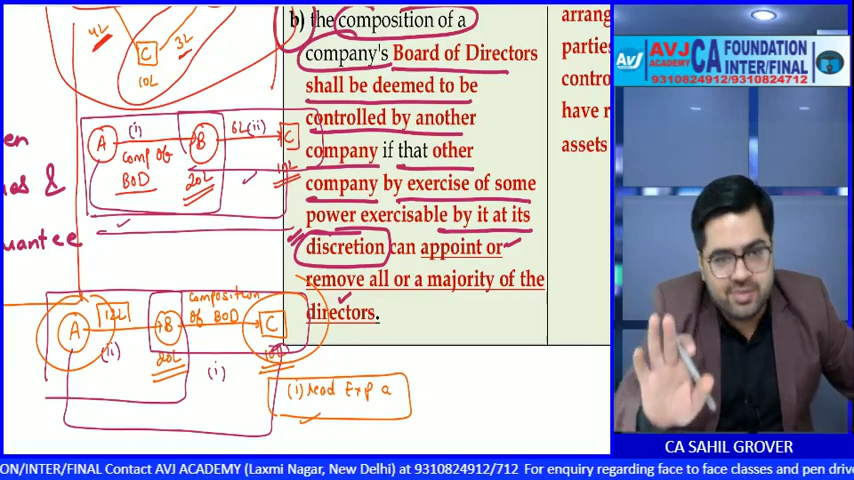 b) the composition of a
company's Board of Directors
shall be deemed to be
controlled by another
company if that other
company by exercise of some
power exercisable by it at its
discretion can appoint or
remove all or a majority of the
directors.
arrang
parties
contro
have r
assets
AVJ
ACADEMY
CA FOUNDATION
INTER/FINAL
9310824912/9310824712
4L
3L
C
10L
en
es &
uantee
A (i) B 6L(ii) C
Comp of
BOD
20L
10L
A 12L B Composition
of BOD C
(ii)
20L
(i)
10L
(i) read Exp a
CA SAHIL GROVER
ON/INTER/FINAL Contact AVJ ACADEMY (Laxmi Nagar, New Delhi) at 9310824912/712 For enquiry regarding face to face classes and pen drive